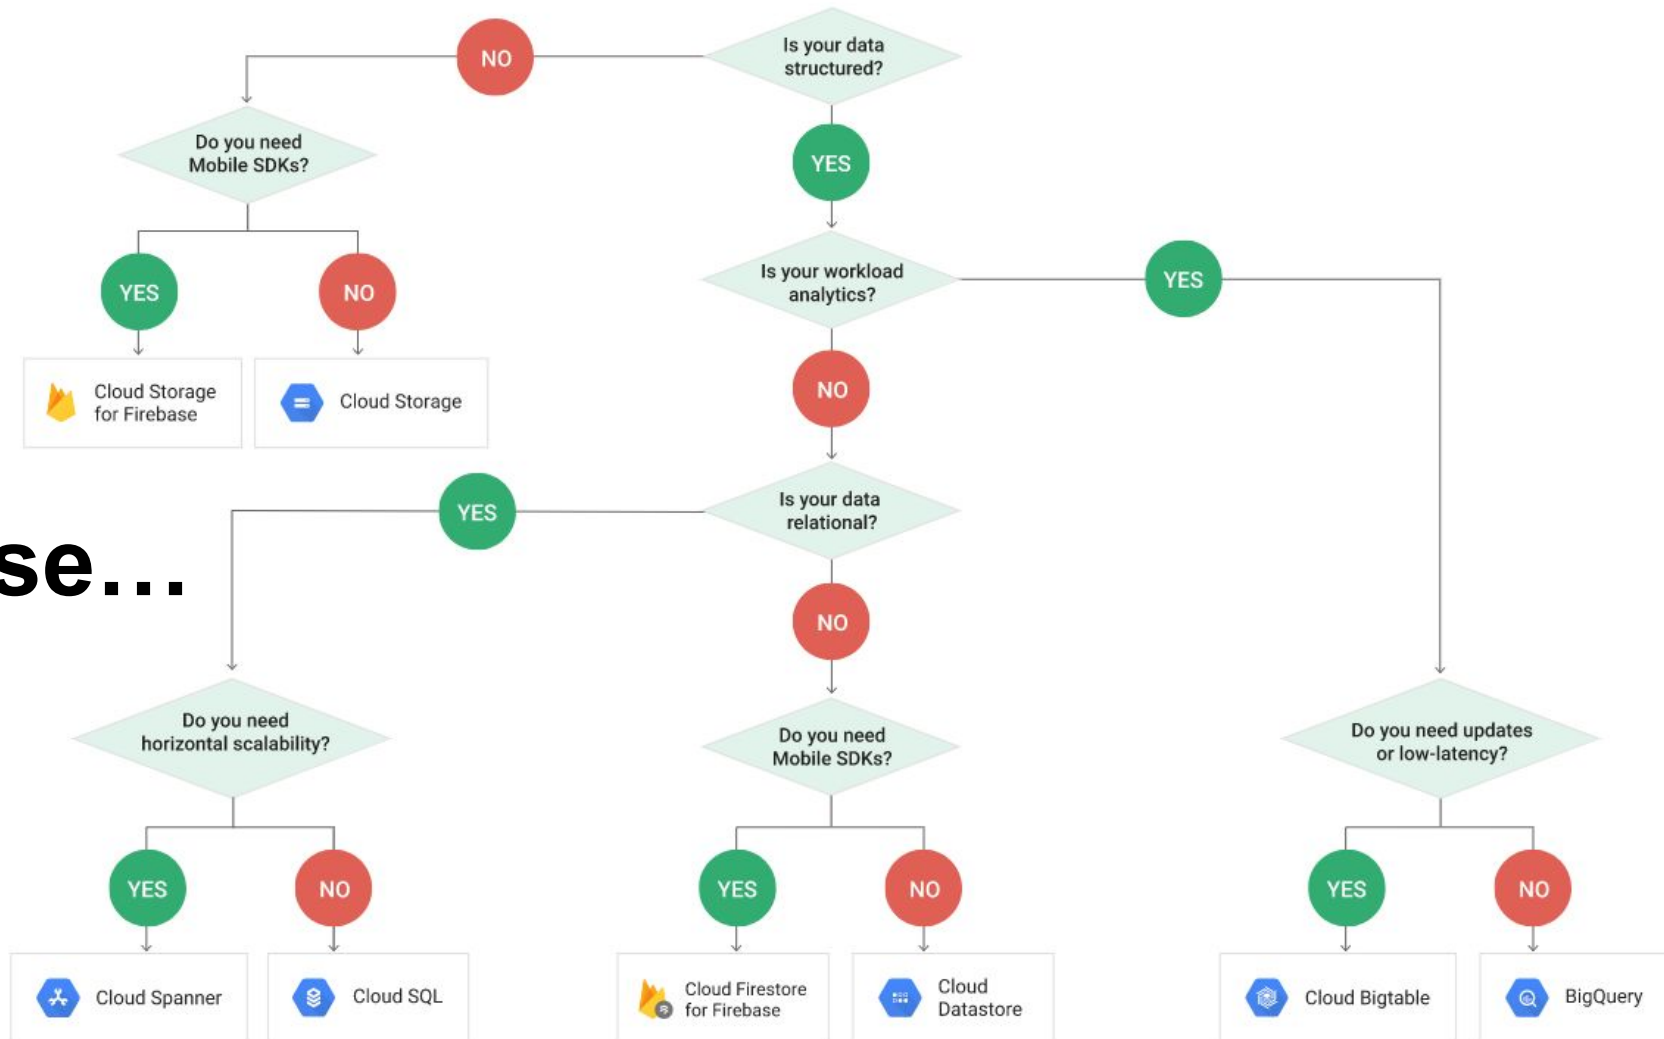 Is your data
structured?
NO
Do you need
Mobile SDKs?
YES
Is your workload
analytics?
YES
YES
NO
NO
Cloud Storage
for Firebase
Cloud Storage
Is your data
relational?
YES
se...
NO
Do you need
horizontal scalability?
Do you need
Mobile SDKs?
Do you need updates
or low-latency?
YES
NO
YES
NO
YES
NO
Cloud Spanner
Cloud SQL
Cloud Firestore
for Firebase
Cloud
Datastore
Cloud Bigtable
BigQuery